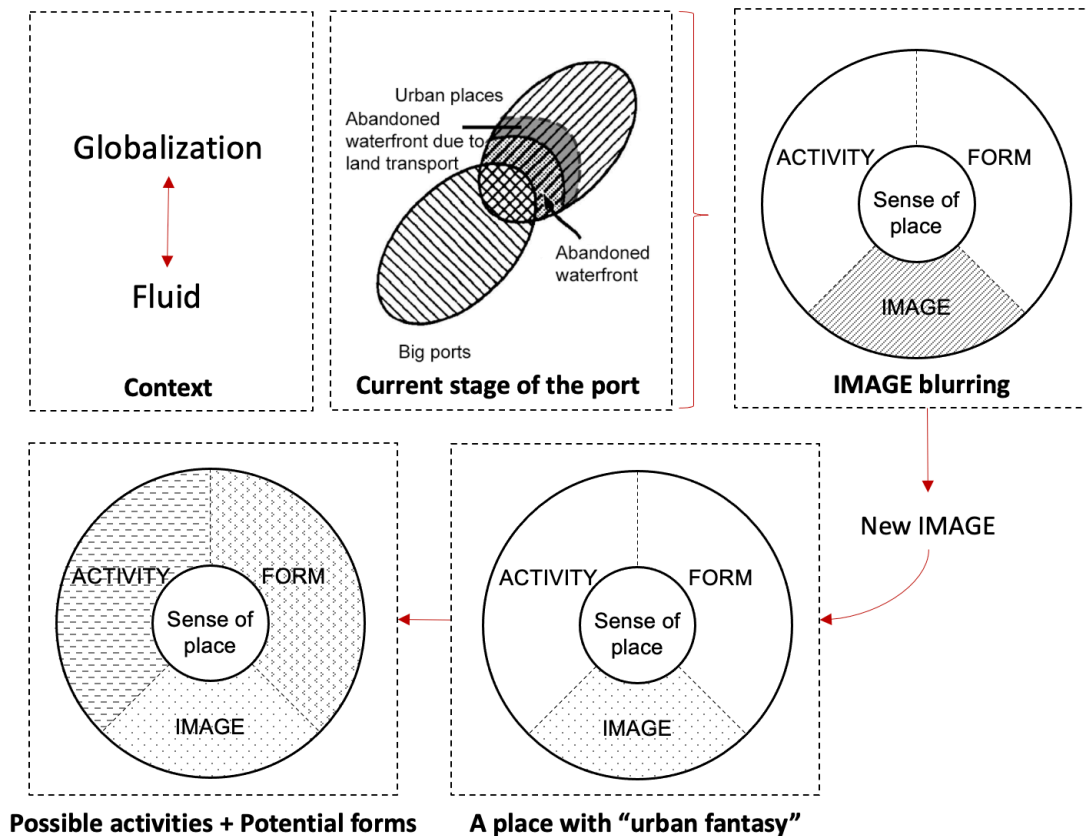 Globalization
Fluid
Context
Urban places
Abandoned
waterfront due to
land transport
Abandoned
waterfront
Big ports
Current stage of the port
ACTIVITY
FORM
Sense of
place
IMAGE
IMAGE blurring
New IMAGE
ACTIVITY
FORM
Sense of
place
IMAGE
Possible activities + Potential forms
ACTIVITY
FORM
Sense of
place
IMAGE
A place with “urban fantasy”